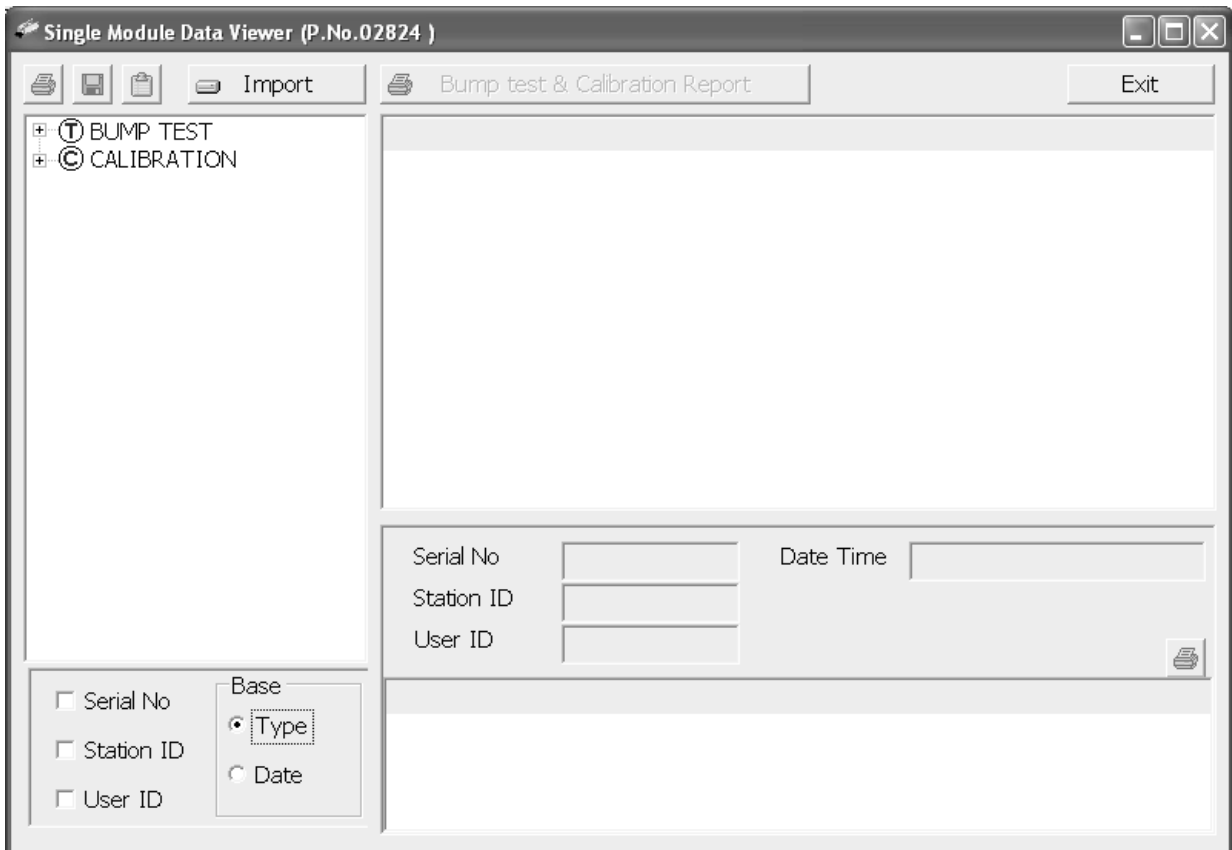 Single Module Data Viewer (P.No.02824 )
Import
Bump test & Calibration Report
Exit
T BUMP TEST
C CALIBRATION
Serial No
Date Time
Station ID
User ID
Serial No
Station ID
User ID
Base
Type
Date